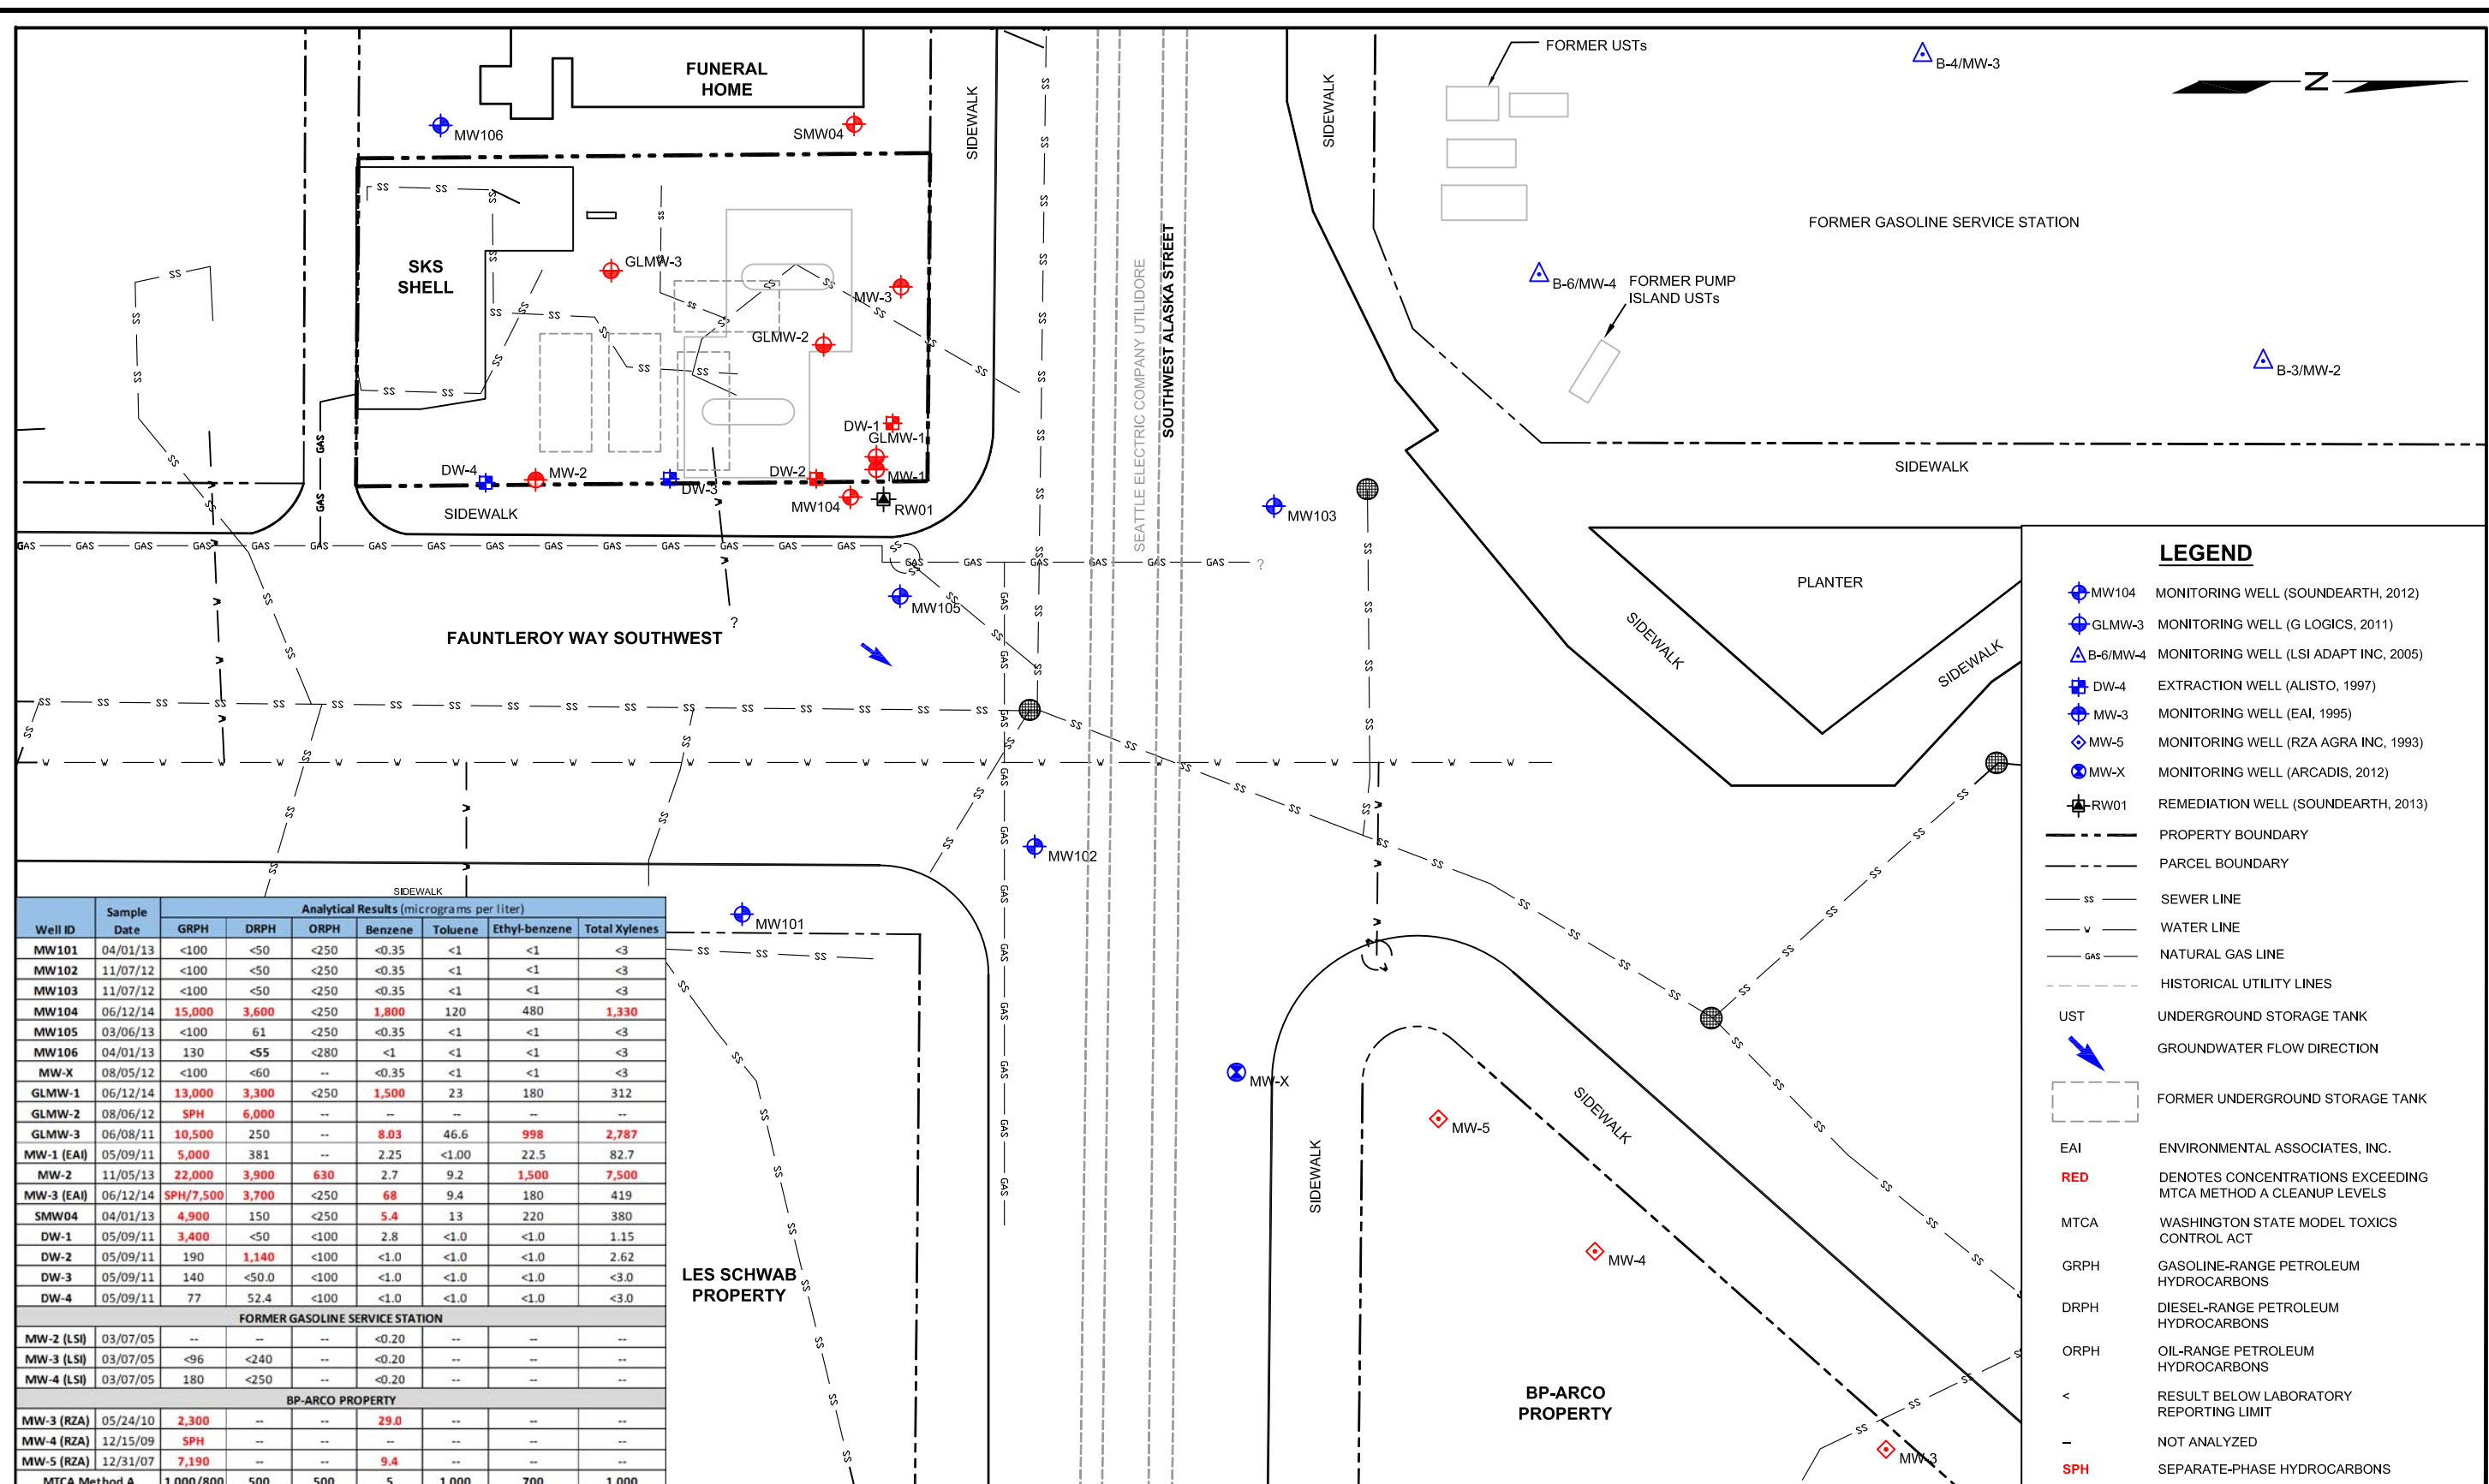 FUNERAL
HOME
MW106
SMW04
SIDEWALK
SIDEWALK
FORMER USTs
B-4/MW-3
N
FORMER GASOLINE SERVICE STATION
SKS
SHELL
GLMW-3
MW-3
GLMW-2
B-6/MW-4
FORMER PUMP
ISLAND USTs
B-3/MW-2
SEATTLE ELECTRIC COMPANY UTILIDORE
SOUTHWEST ALASKA STREET
DW-1
GLMW-1
DW-4
MW-2
DW-3
DW-2
MW-1
MW104
RW01
SIDEWALK
SIDEWALK
MW103
MW105
PLANTER
SIDEWALK
SIDEWALK
FAUNTLEROY WAY SOUTHWEST
?
?
MW102
SIDEWALK
MW101
MW-X
MW-5
MW-4
MW-3
SIDEWALK
SIDEWALK
LES SCHWAB
PROPERTY
BP-ARCO
PROPERTY
LEGEND
MW104 MONITORING WELL (SOUNDEARTH, 2012)
GLMW-3 MONITORING WELL (G LOGICS, 2011)
B-6/MW-4 MONITORING WELL (LSI ADAPT INC, 2005)
DW-4 EXTRACTION WELL (ALISTO, 1997)
MW-3 MONITORING WELL (EAI, 1995)
MW-5 MONITORING WELL (RZA AGRA INC, 1993)
MW-X MONITORING WELL (ARCADIS, 2012)
RW01 REMEDIATION WELL (SOUNDEARTH, 2013)
PROPERTY BOUNDARY
PARCEL BOUNDARY
SS SEWER LINE
W WATER LINE
GAS NATURAL GAS LINE
HISTORICAL UTILITY LINES
UST UNDERGROUND STORAGE TANK
GROUNDWATER FLOW DIRECTION
FORMER UNDERGROUND STORAGE TANK
EAI ENVIRONMENTAL ASSOCIATES, INC.
RED DENOTES CONCENTRATIONS EXCEEDING
MTCA METHOD A CLEANUP LEVELS
MTCA WASHINGTON STATE MODEL TOXICS
CONTROL ACT
GRPH GASOLINE-RANGE PETROLEUM
HYDROCARBONS
DRPH DIESEL-RANGE PETROLEUM
HYDROCARBONS
ORPH OIL-RANGE PETROLEUM
HYDROCARBONS
< RESULT BELOW LABORATORY
REPORTING LIMIT
– NOT ANALYZED
SPH SEPARATE-PHASE HYDROCARBONS
Well ID Sample Date Analytical Results (micrograms per liter)
GRPH DRPH ORPH Benzene Toluene Ethyl-benzene Total Xylenes
MW101 04/01/13 <100 <50 <250 <0.35 <1 <1 <3
MW102 11/07/12 <100 <50 <250 <0.35 <1 <1 <3
MW103 11/07/12 <100 <50 <250 <0.35 <1 <1 <3
MW104 06/12/14 15,000 3,600 <250 1,800 120 480 1,330
MW105 03/06/13 <100 61 <250 <0.35 <1 <1 <3
MW106 04/01/13 130 <55 <280 <1 <1 <1 <3
MW-X 08/05/12 <100 <60 -- <0.35 <1 <1 <3
GLMW-1 06/12/14 13,000 3,300 <250 1,500 23 180 312
GLMW-2 08/06/12 SPH 6,000 -- -- -- -- --
GLMW-3 06/08/11 10,500 250 -- 8.03 46.6 998 2,787
MW-1 (EAI) 05/09/11 5,000 381 -- 2.25 <1.00 22.5 82.7
MW-2 11/05/13 22,000 3,900 630 2.7 9.2 1,500 7,500
MW-3 (EAI) 06/12/14 SPH/7,500 3,700 <250 68 9.4 180 419
SMW04 04/01/13 4,900 150 <250 5.4 13 220 380
DW-1 05/09/11 3,400 <50 <100 2.8 <1.0 <1.0 1.15
DW-2 05/09/11 190 1,140 <100 <1.0 <1.0 <1.0 2.62
DW-3 05/09/11 140 <50.0 <100 <1.0 <1.0 <1.0 <3.0
DW-4 05/09/11 77 52.4 <100 <1.0 <1.0 <1.0 <3.0
FORMER GASOLINE SERVICE STATION
MW-2 (LSI) 03/07/05 -- -- -- <0.20 -- -- --
MW-3 (LSI) 03/07/05 <96 <240 -- <0.20 -- -- --
MW-4 (LSI) 03/07/05 180 <250 -- <0.20 -- -- --
BP-ARCO PROPERTY
MW-3 (RZA) 05/24/10 2,300 -- -- 29.0 -- -- --
MW-4 (RZA) 12/15/09 SPH -- -- -- -- -- --
MW-5 (RZA) 12/31/07 7,190 -- -- 9.4 -- -- --
MTCA Method A 1,000/800 500 500 5 1,000 700 1,000